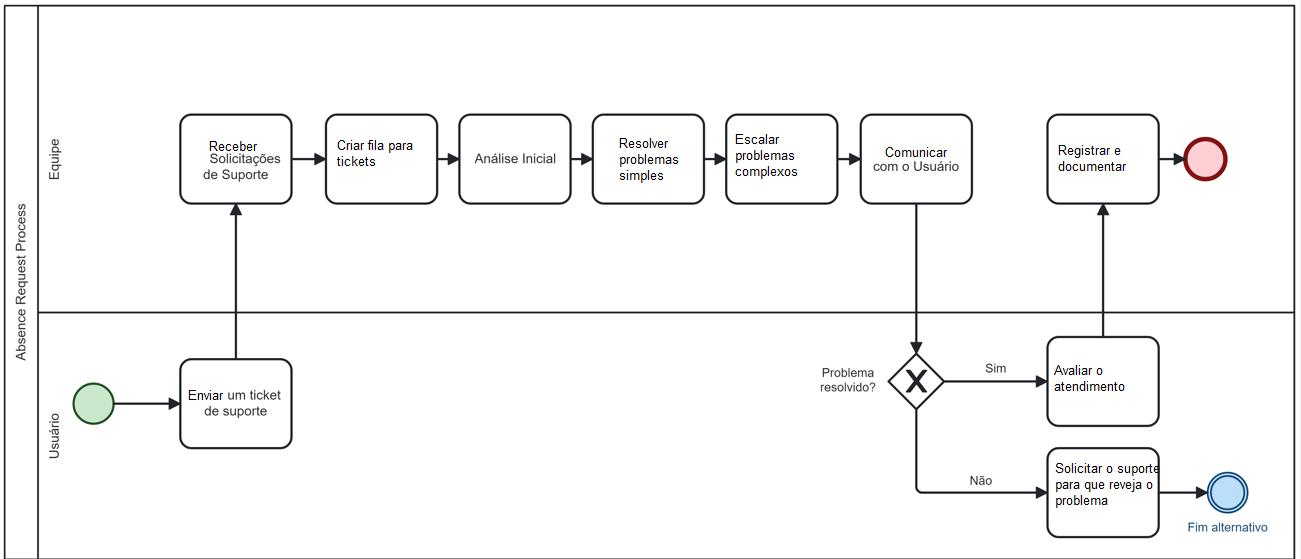 Absence Request Process
Equipe
Receber
Solicitações
de Suporte
Criar fila para
tickets
Análise Inicial
Resolver
problemas
simples
Escalar
problemas
complexos
Comunicar
com o Usuário
Registrar e
documentar
Usuário
Enviar um ticket
de suporte
Problema
resolvido?
X
Sim
Avaliar o
atendimento
Não
Solicitar o suporte
para que reveja o
problema
Fim alternativo